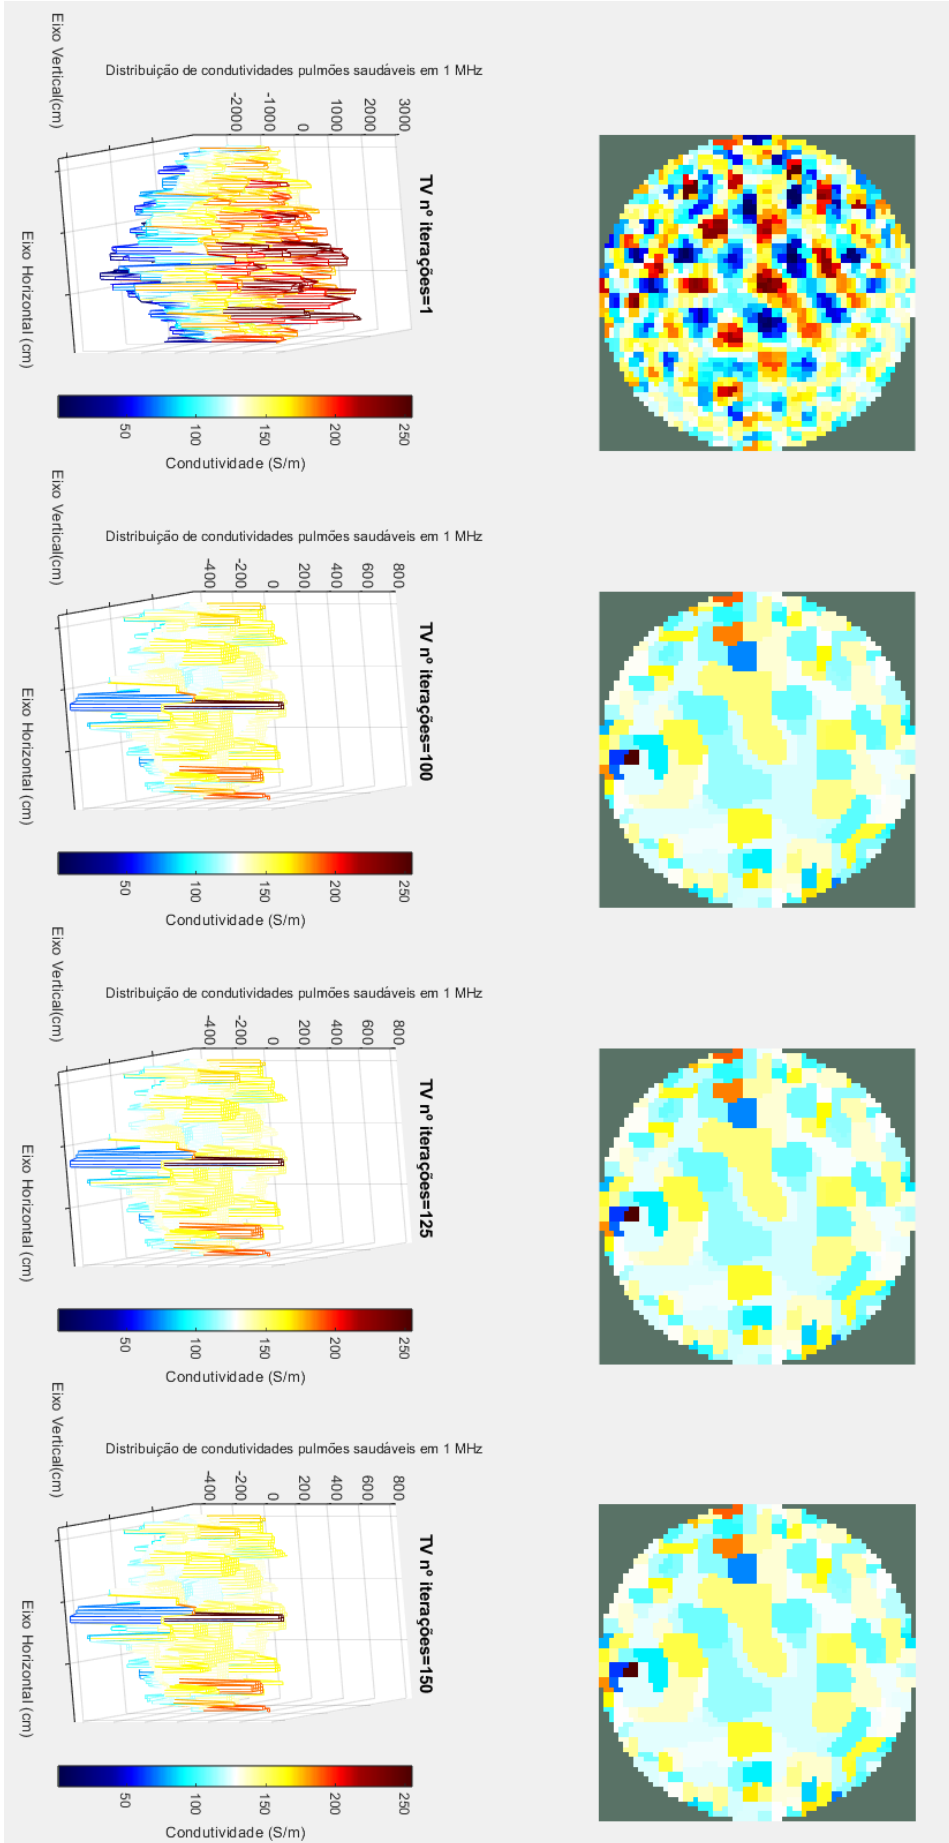 Distribuição de condutividades pulmões saudáveis em 1 MHz
TV nº iterações=1
3000
2000
1000
0
-1000
-2000
Eixo Vertical(cm)
Eixo Horizontal (cm)
50
100
150
200
250
Condutividade (S/m)
Distribuição de condutividades pulmões saudáveis em 1 MHz
TV nº iterações=100
800
600
400
200
0
-200
-400
Eixo Vertical(cm)
Eixo Horizontal (cm)
50
100
150
200
250
Condutividade (S/m)
Distribuição de condutividades pulmões saudáveis em 1 MHz
TV nº iterações=125
800
600
400
200
0
-200
-400
Eixo Vertical(cm)
Eixo Horizontal (cm)
50
100
150
200
250
Condutividade (S/m)
Distribuição de condutividades pulmões saudáveis em 1 MHz
TV nº iterações=150
800
600
400
200
0
-200
-400
Eixo Vertical(cm)
Eixo Horizontal (cm)
50
100
150
200
250
Condutividade (S/m)